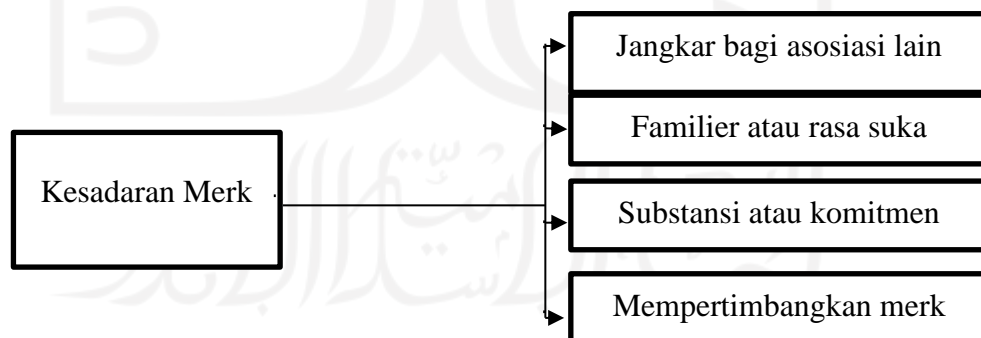 Kesadaran Merk
Jangkar bagi asosiasi lain
Familier atau rasa suka
Substansi atau komitmen
Mempertimbangkan merk